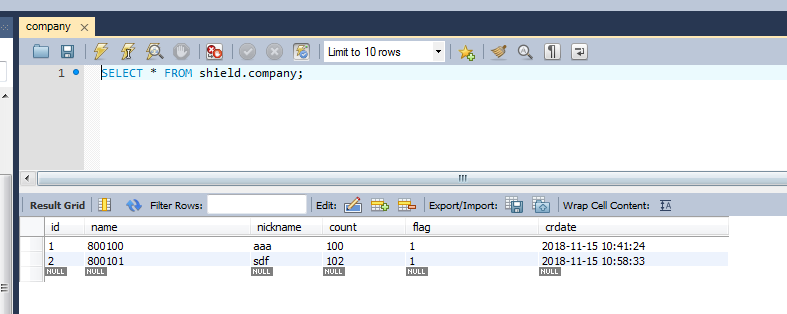 company
Limit to 10 rows
1 SELECT * FROM shield.company;
Result Grid Filter Rows: Edit: Export/Import: Wrap Cell Content:
id name nickname count flag crdate
1 800100 aaa 100 1 2018-11-15 10:41:24
2 800101 sdf 102 1 2018-11-15 10:58:33
NULL NULL NULL NULL NULL NULL